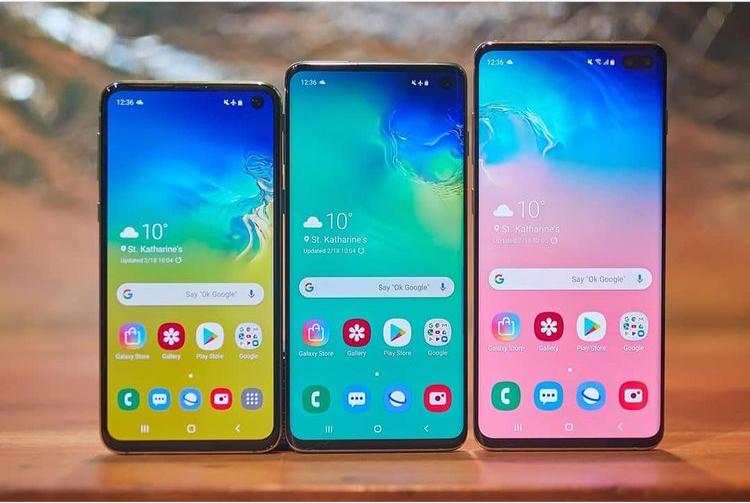 12:36
10°
St. Katharine's
Updated 2/18 10:04
G
Say "Ok Google"
Galaxy Store
Gallery
Play Store
Google
12:36
10°
St. Katharine's
Updated 2/18 10:04
G
Say "Ok Google"
Galaxy Store
Gallery
Play Store
Google
12:36
10°
St. Katharine's
Updated 2/18
G
Say "Ok Google"
Galaxy Store
Gallery
Play Store
Google